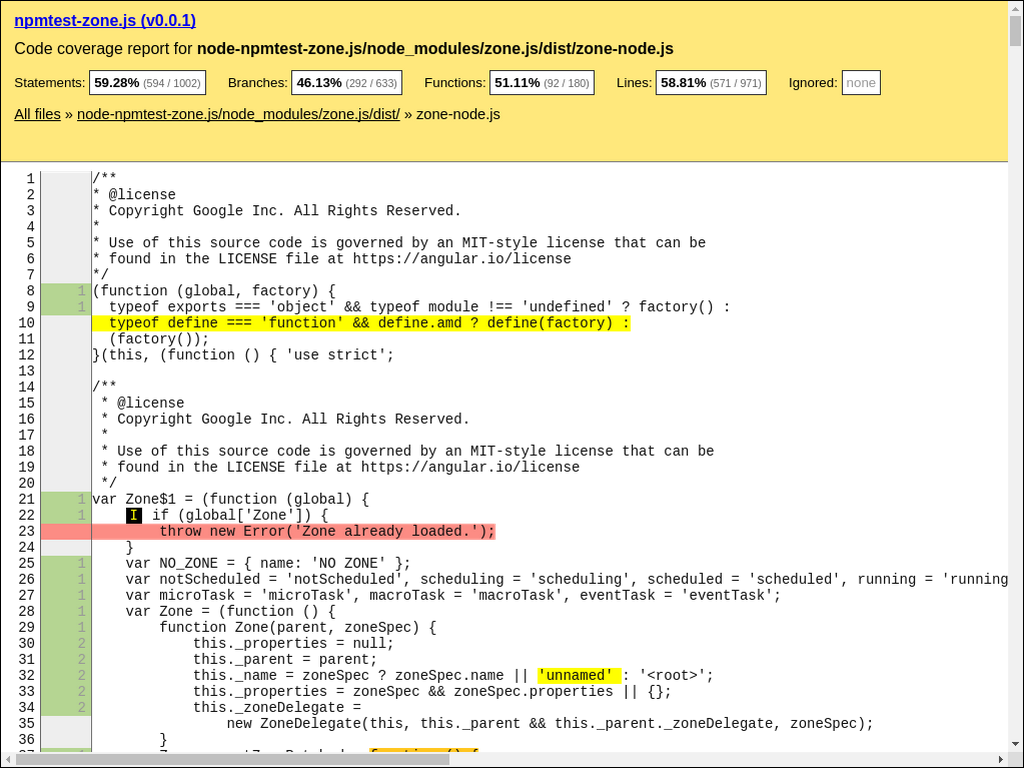 npmtest-zone.js (v0.0.1)
Code coverage report for node-npmtest-zone.js/node_modules/zone.js/dist/zone-node.js
Statements: 59.28% (594 / 1002) Branches: 46.13% (292 / 633) Functions: 51.11% (92 / 180) Lines: 58.81% (571 / 971) Ignored: none
All files » node-npmtest-zone.js/node_modules/zone.js/dist/ » zone-node.js
1 /**
2 * @license
3 * Copyright Google Inc. All Rights Reserved.
4 *
5 * Use of this source code is governed by an MIT-style license that can be
6 * found in the LICENSE file at https://angular.io/license
7 */
8 1 (function (global, factory) {
9 1 typeof exports === 'object' && typeof module !== 'undefined' ? factory() :
10 typeof define === 'function' && define.amd ? define(factory) :
11 (factory());
12 }(this, (function () { 'use strict';
13
14 /**
15 * @license
16 * Copyright Google Inc. All Rights Reserved.
17 *
18 * Use of this source code is governed by an MIT-style license that can be
19 * found in the LICENSE file at https://angular.io/license
20 */
21 1 var Zone$1 = (function (global) {
22 1 I if (global['Zone']) {
23 throw new Error('Zone already loaded.');
24 }
25 1 var NO_ZONE = { name: 'NO ZONE' };
26 1 var notScheduled = 'notScheduled', scheduling = 'scheduling', scheduled = 'scheduled', running = 'running
27 1 var microTask = 'microTask', macroTask = 'macroTask', eventTask = 'eventTask';
28 1 var Zone = (function () {
29 1 function Zone(parent, zoneSpec) {
30 2 this._properties = null;
31 2 this._parent = parent;
32 2 this._name = zoneSpec ? zoneSpec.name || 'unnamed' : '<root>';
33 2 this._properties = zoneSpec && zoneSpec.properties || {};
34 2 this._zoneDelegate =
35 new ZoneDelegate(this, this._parent && this._parent._zoneDelegate, zoneSpec);
36 }